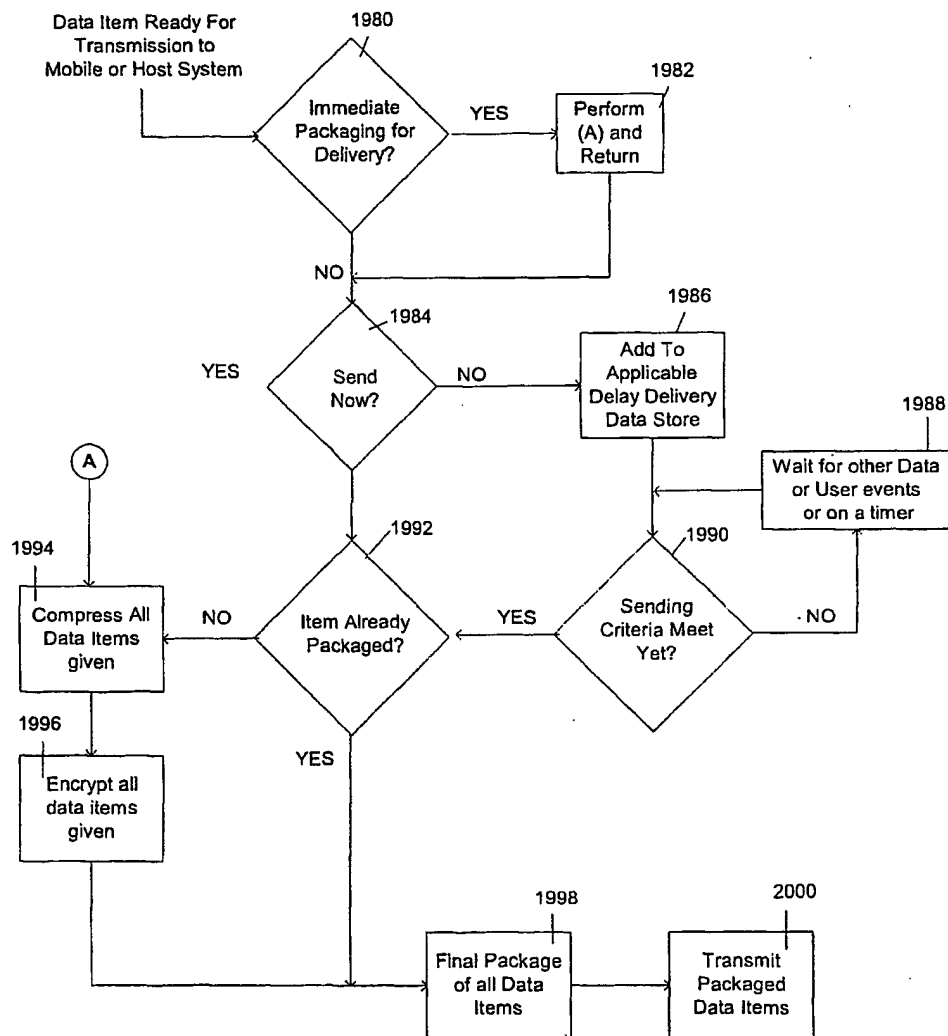 Data Item Ready For
Transmission to
Mobile or Host System
1980
Immediate
Packaging for
Delivery?
YES
1982
Perform
(A) and
Return
NO
1984
Send
Now?
YES
NO
1986
Add To
Applicable
Delay Delivery
Data Store
1988
Wait for other Data
or User events
or on a timer
A
1990
Sending
Criteria Meet
Yet?
NO
YES
1992
Item Already
Packaged?
NO
YES
1994
Compress All
Data Items
given
1996
Encrypt all
data items
given
1998
Final Package
of all Data
Items
2000
Transmit
Packaged
Data Items